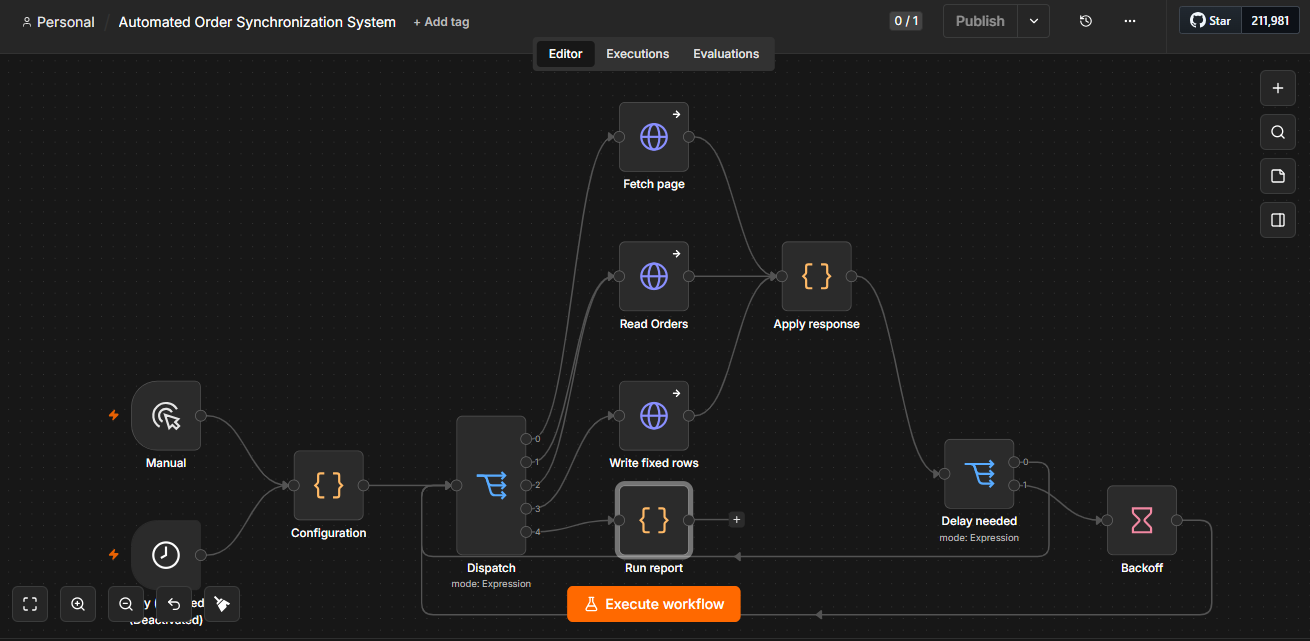 Personal / Automated Order Synchronization System + Add tag
0 / 1
Publish
Star 211,981
Editor Executions Evaluations
Fetch page
Read Orders
Apply response
Manual
Write fixed rows
0
1
2
3
4
0
1
Configuration
Delay needed
mode: Expression
Dispatch
mode: Expression
Run report
Backoff
(Deactivated)
Execute workflow